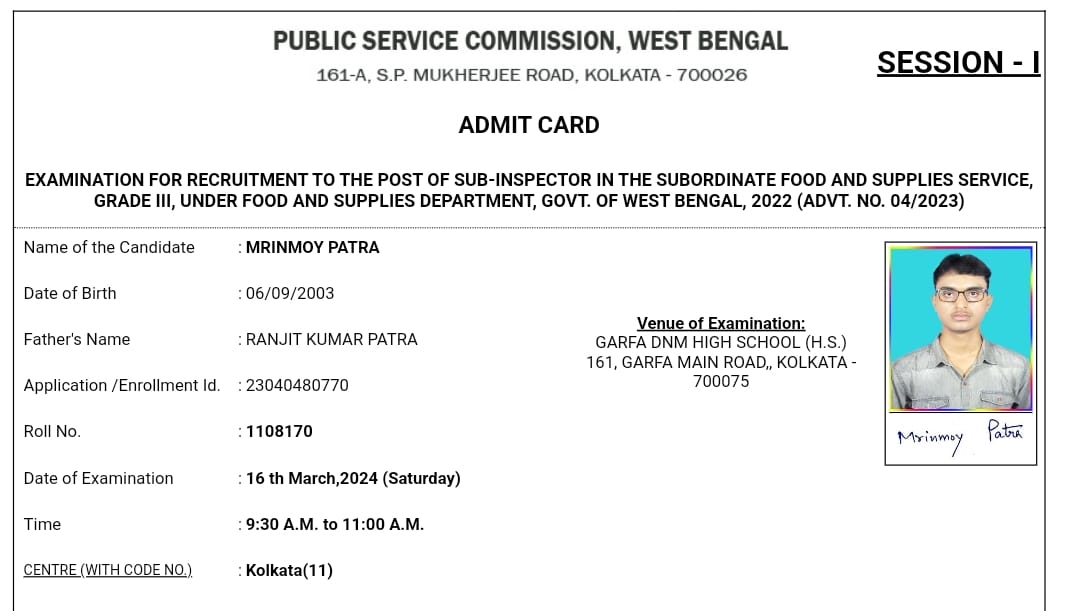 PUBLIC SERVICE COMMISSION, WEST BENGAL
161-A, S.P. MUKHERJEE ROAD, KOLKATA - 700026
SESSION - I
ADMIT CARD
EXAMINATION FOR RECRUITMENT TO THE POST OF SUB-INSPECTOR IN THE SUBORDINATE FOOD AND SUPPLIES SERVICE,
GRADE III, UNDER FOOD AND SUPPLIES DEPARTMENT, GOVT. OF WEST BENGAL, 2022 (ADVT. NO. 04/2023)
Name of the Candidate : MRINMOY PATRA
Date of Birth : 06/09/2003
Father's Name : RANJIT KUMAR PATRA
Application /Enrollment Id. : 23040480770
Roll No. : 1108170
Date of Examination : 16 th March,2024 (Saturday)
Time : 9:30 A.M. to 11:00 A.M.
CENTRE (WITH CODE NO.) : Kolkata(11)
Venue of Examination:
GARFA DNM HIGH SCHOOL (H.S.)
161, GARFA MAIN ROAD,, KOLKATA -
700075
Mrinmoy Patra